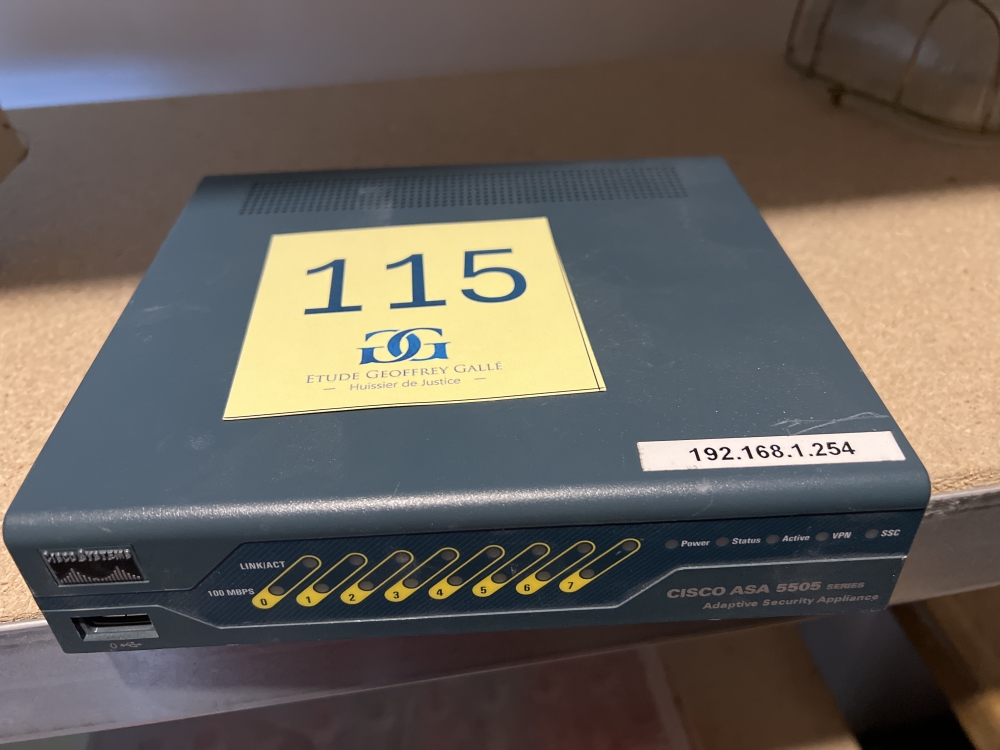 115
GG
ETUDE GEOFFREY GALLÉ
— Huissier de Justice —
192.168.1.254
CISCO SYSTEMS
LINK/ACT
100 MBPS
0 1 2 3 4 5 6 7
Power Status Active VPN SSC
CISCO ASA 5505 SERIES
Adaptive Security Appliance
0